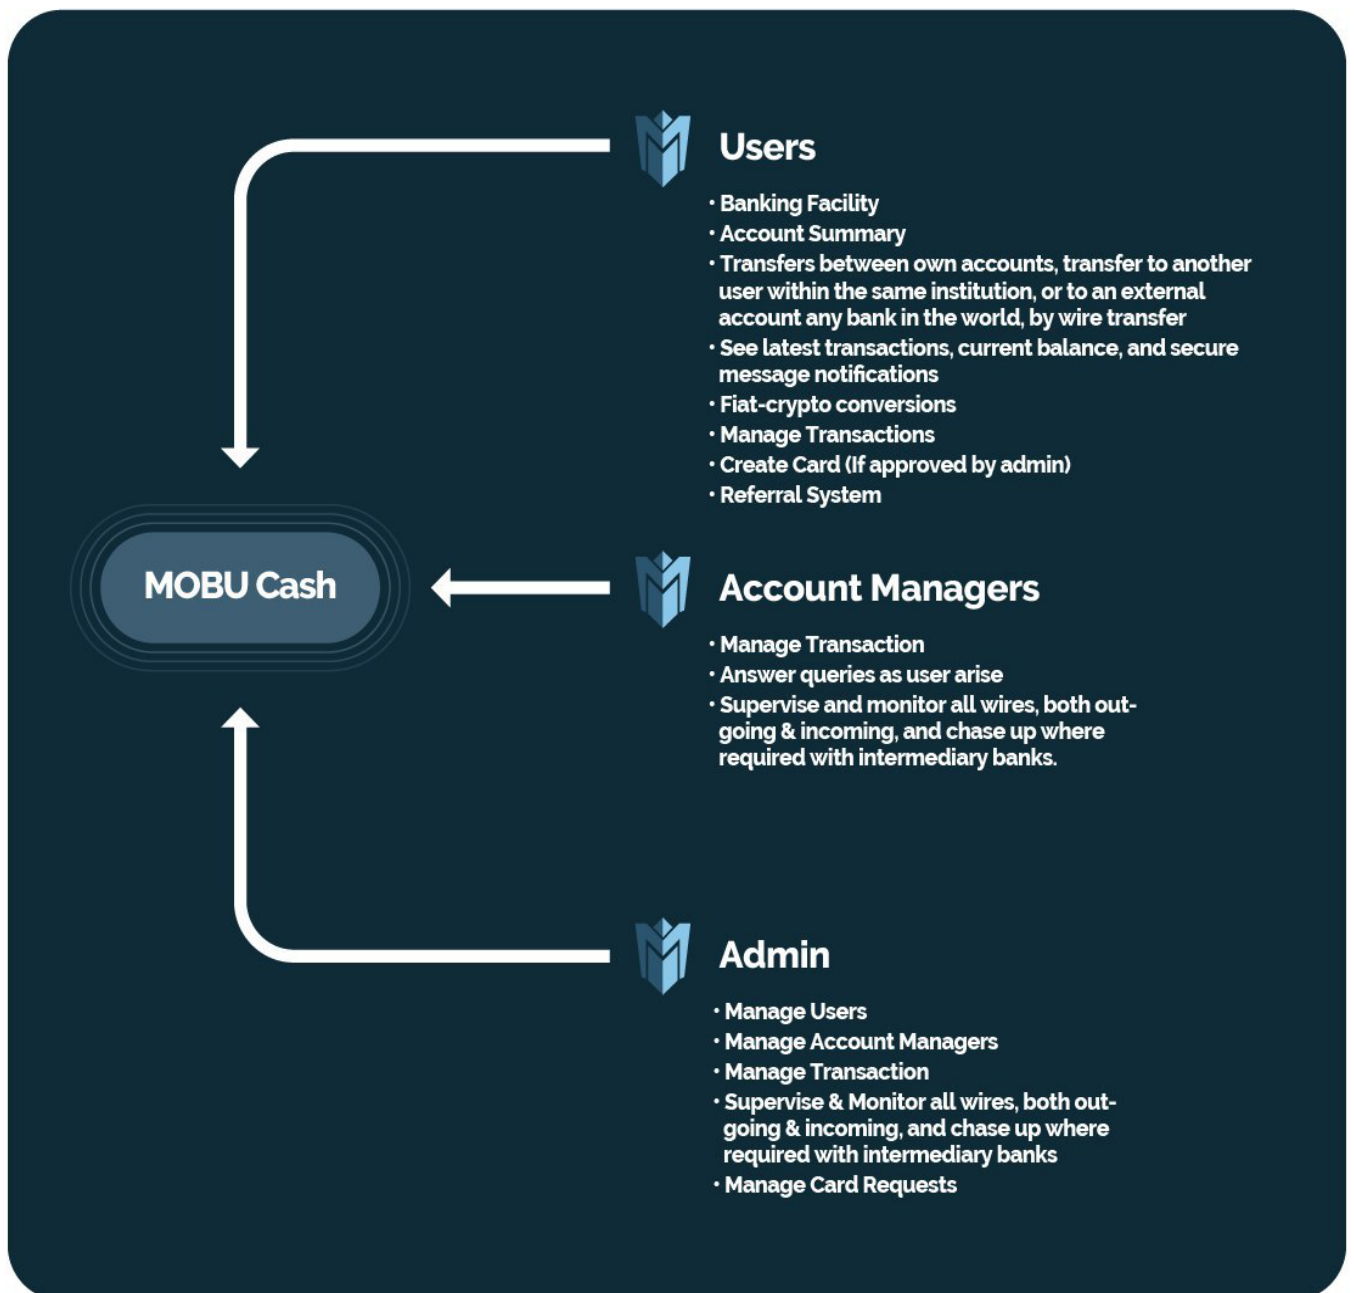 Users
• Banking Facility
• Account Summary
• Transfers between own accounts, transfer to another
user within the same institution, or to an external
account any bank in the world, by wire transfer
• See latest transactions, current balance, and secure
message notifications
• Fiat-crypto conversions
• Manage Transactions
• Create Card (If approved by admin)
• Referral System
MOBU Cash
Account Managers
• Manage Transaction
• Answer queries as user arise
• Supervise and monitor all wires, both out-
going & incoming, and chase up where
required with intermediary banks.
Admin
• Manage Users
• Manage Account Managers
• Manage Transaction
• Supervise & Monitor all wires, both out-
going & incoming, and chase up where
required with intermediary banks
• Manage Card Requests